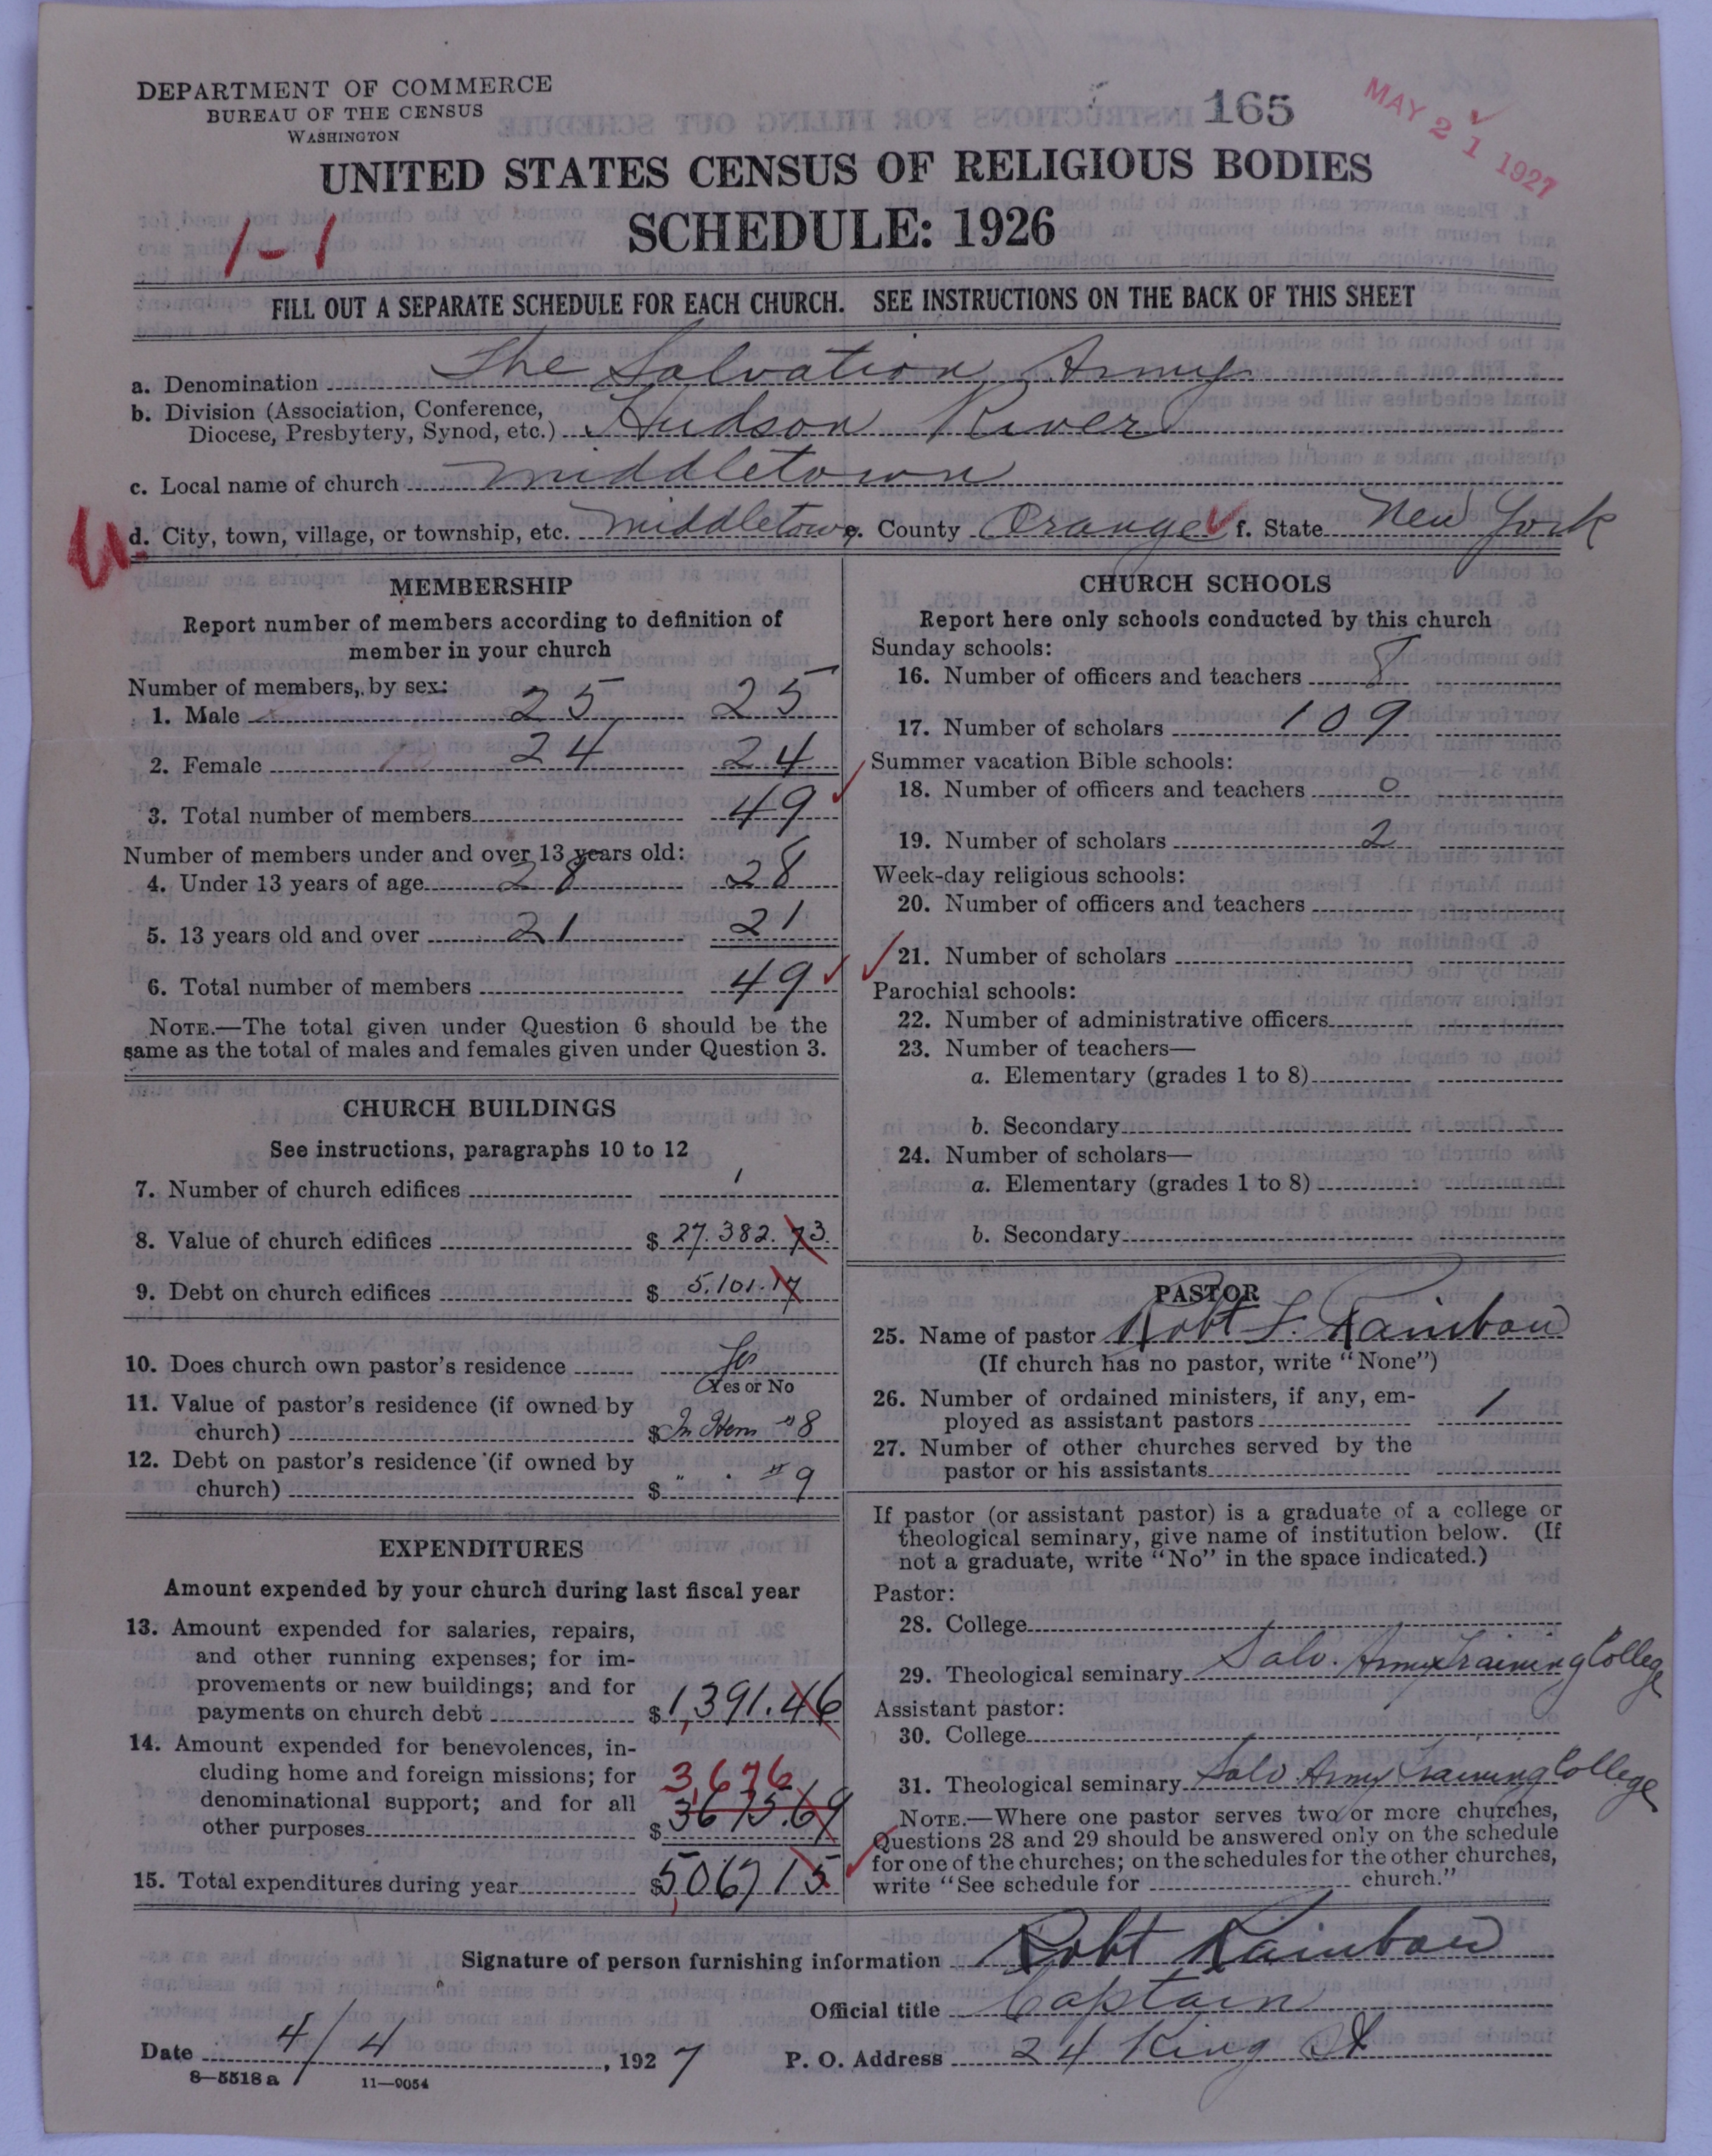 DEPARTMENT OF COMMERCE
BUREAU OF THE CENSUS
WASHINGTON
165
MAY 21 1927
UNITED STATES CENSUS OF RELIGIOUS BODIES
SCHEDULE: 1926
1-1
FILL OUT A SEPARATE SCHEDULE FOR EACH CHURCH. SEE INSTRUCTIONS ON THE BACK OF THIS SHEET
a. Denomination The Salvation Army
b. Division (Association, Conference,
Diocese, Presbytery, Synod, etc.) Hudson River
c. Local name of church Middletown
d. City, town, village, or township, etc. Middletown e. County Orange f. State New York
MEMBERSHIP
Report number of members according to definition of
member in your church
Number of members, by sex:
1. Male 25 25
2. Female 24 24
3. Total number of members 49
Number of members under and over 13 years old:
4. Under 13 years of age 28 28
5. 13 years old and over 21 21
6. Total number of members 49
NOTE.—The total given under Question 6 should be the
same as the total of males and females given under Question 3.
CHURCH BUILDINGS
See instructions, paragraphs 10 to 12
7. Number of church edifices 1
8. Value of church edifices $ 27.382.73.
9. Debt on church edifices $ 5,101.17
10. Does church own pastor's residence Yes
(Yes or No
11. Value of pastor's residence (if owned by
church) $ In Item #8
12. Debt on pastor's residence (if owned by
church) $ " . #9
EXPENDITURES
Amount expended by your church during last fiscal year
13. Amount expended for salaries, repairs,
and other running expenses; for im-
provements or new buildings; and for
payments on church debt $ 1,391.46
14. Amount expended for benevolences, in-
cluding home and foreign missions; for
denominational support; and for all
other purposes $ 3675.69
3,676
15. Total expenditures during year $5,067 15
CHURCH SCHOOLS
Report here only schools conducted by this church
Sunday schools:
16. Number of officers and teachers 8
17. Number of scholars 109
Summer vacation Bible schools:
18. Number of officers and teachers 0
19. Number of scholars 2
Week-day religious schools:
20. Number of officers and teachers
21. Number of scholars
Parochial schools:
22. Number of administrative officers
23. Number of teachers—
a. Elementary (grades 1 to 8)
b. Secondary
24. Number of scholars—
a. Elementary (grades 1 to 8)
b. Secondary
PASTOR
25. Name of pastor Robt. F. Rainbow
(If church has no pastor, write "None")
26. Number of ordained ministers, if any, em-
ployed as assistant pastors 1
27. Number of other churches served by the
pastor or his assistants
If pastor (or assistant pastor) is a graduate of a college or
theological seminary, give name of institution below. (If
not a graduate, write "No" in the space indicated.)
Pastor:
28. College
29. Theological seminary Salv. Army Training College
Assistant pastor:
30. College
31. Theological seminary Salv Army Training College
NOTE.—Where one pastor serves two or more churches,
Questions 28 and 29 should be answered only on the schedule
for one of the churches; on the schedules for the other churches,
write "See schedule for church."
Signature of person furnishing information Robt Rainbow
Official title Captain
Date 4/4, 1927 P. O. Address 24 King St
8—5518 a 11—9054